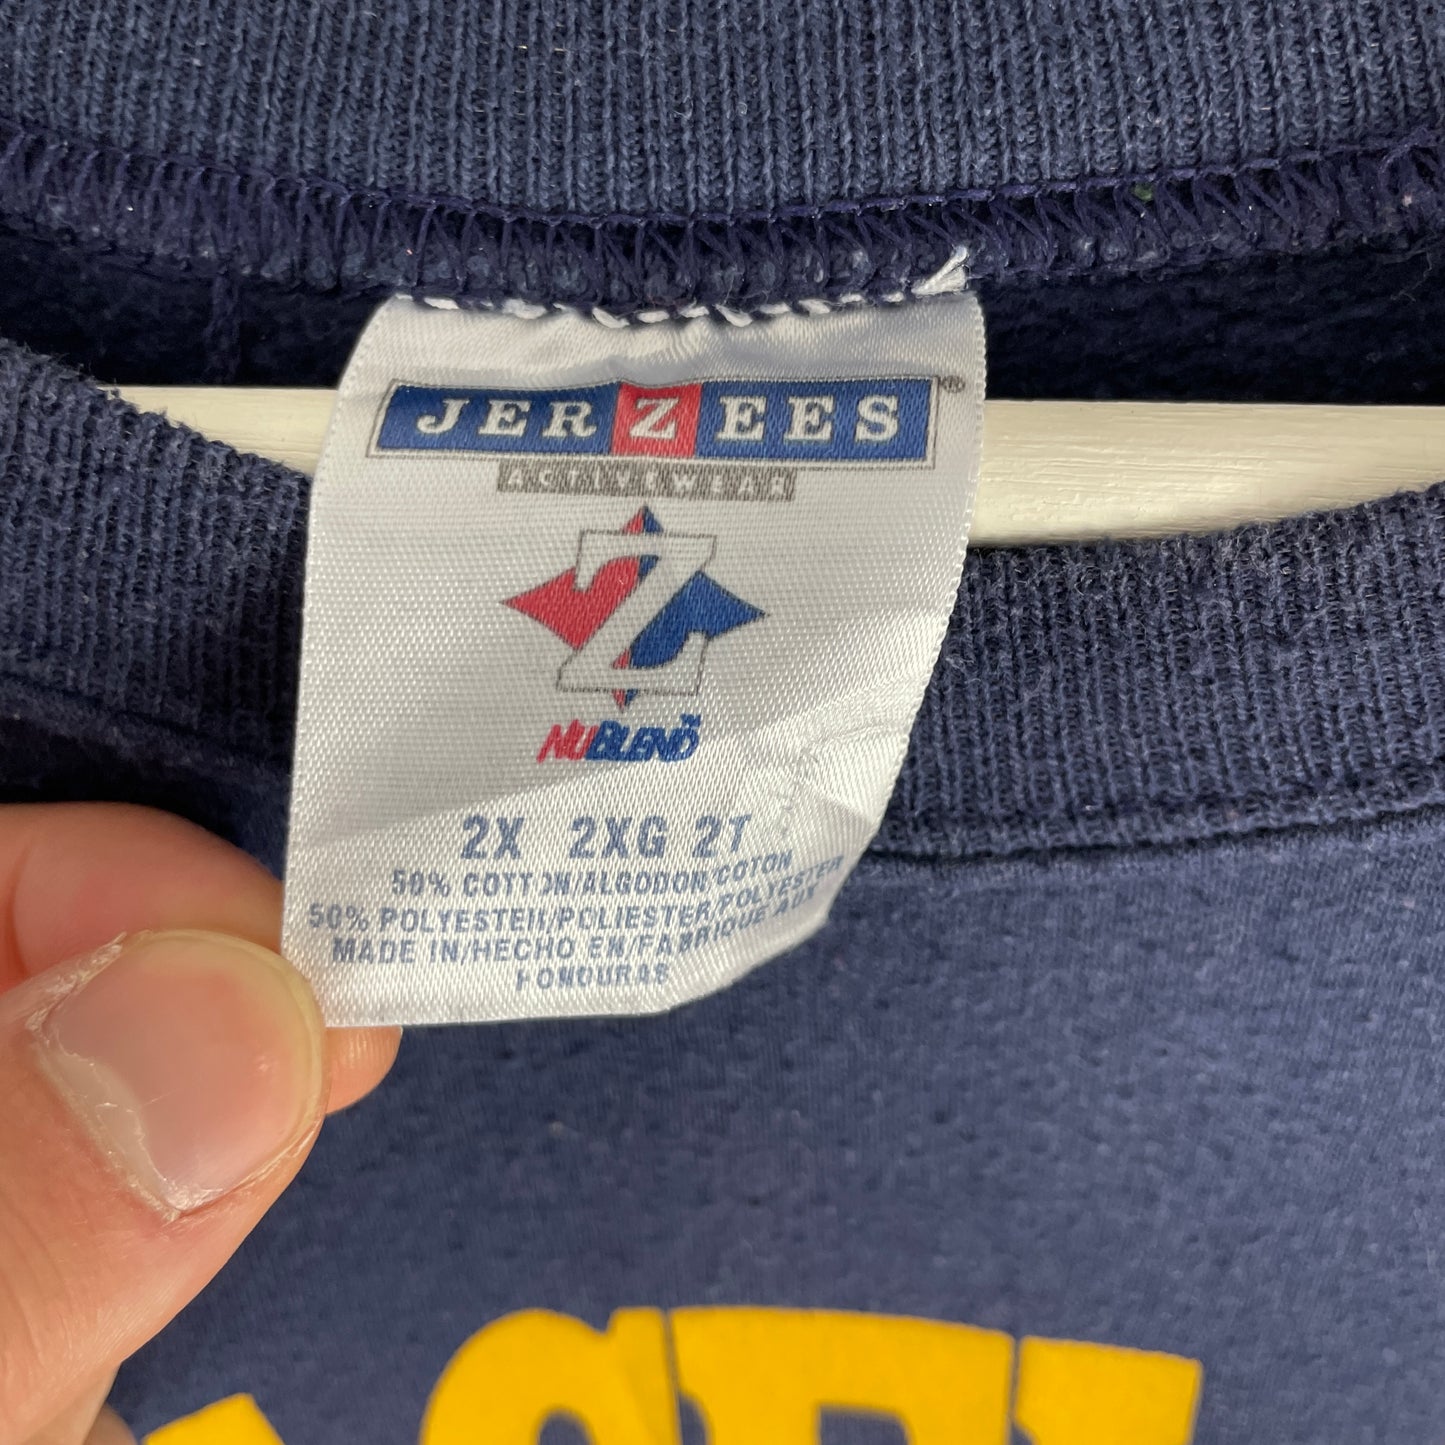 JERZEES®
ACTIVEWEAR
Z
NUBLEND™
2X 2XG 2T
50% COTTON/ALGODON/COTON
50% POLYESTER/POLIESTER/POLYESTER
MADE IN/HECHO EN/FABRIQUE AUX
HONDURAS